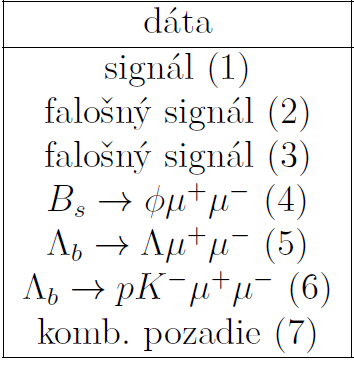 dáta
signál (1)
falošný signál (2)
falošný signál (3)
B_s → ϕμ⁺μ⁻ (4)
Λ_b → Λμ⁺μ⁻ (5)
Λ_b → pK⁻μ⁺μ⁻ (6)
komb. pozadie (7)